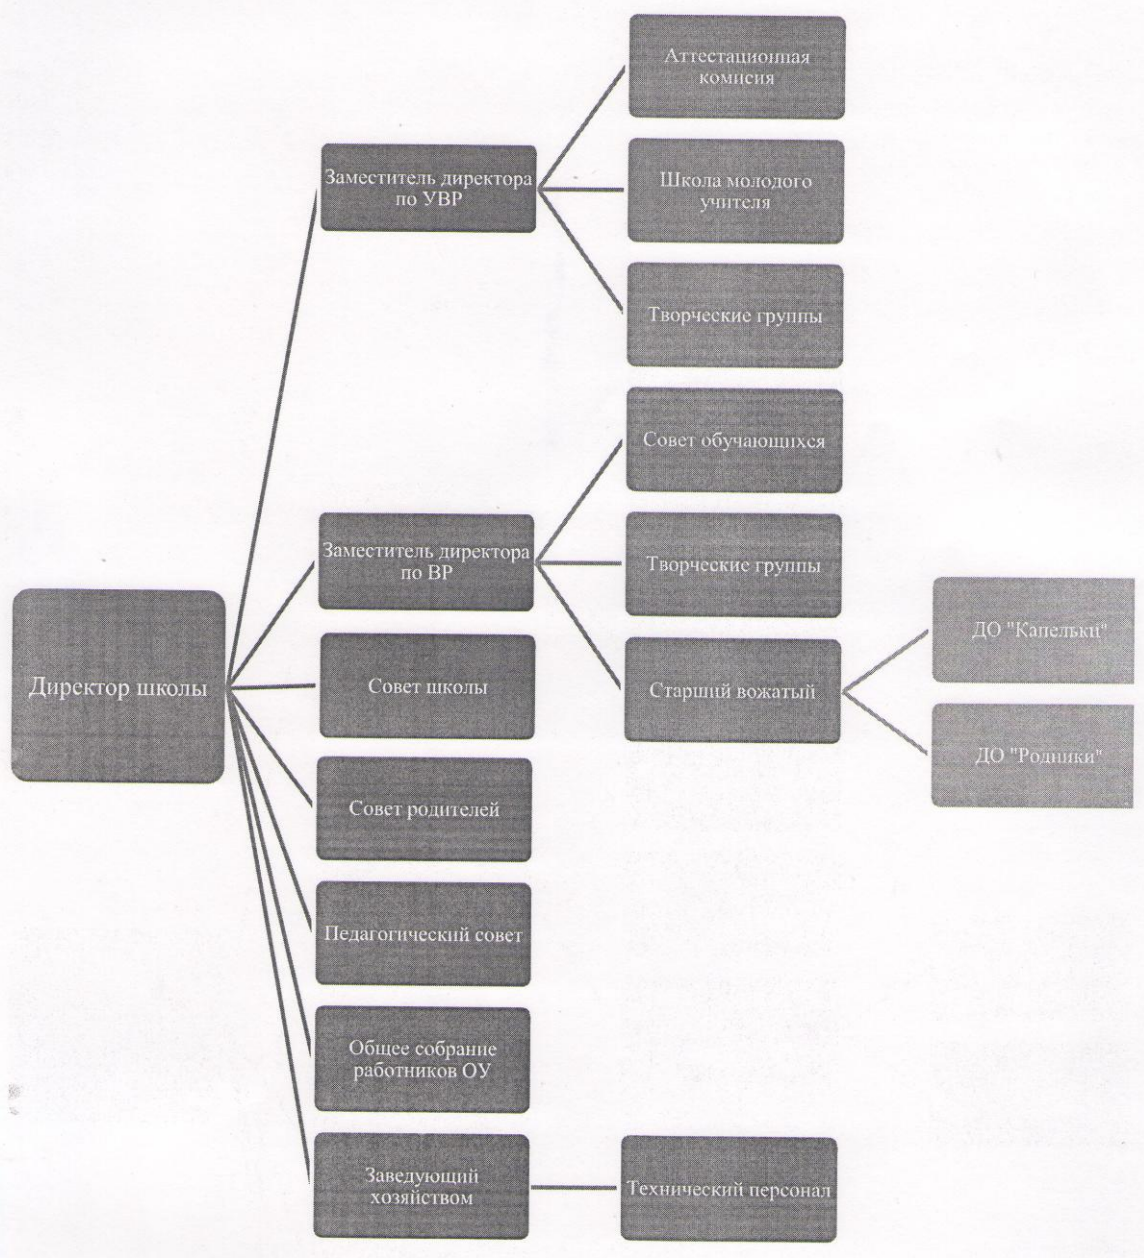 Аттестационная
комисия
Заместитель директора
по УВР
Школа молодого
учителя
Творческие группы
Совет обучающихся
Заместитель директора
по ВР
Творческие группы
ДО "Капельки"
Директор школы
Совет школы
Старший вожатый
ДО "Родники"
Совет родителей
Педагогический совет
Общее собрание
работников ОУ
Заведующий
хозяйством
Технический персонал